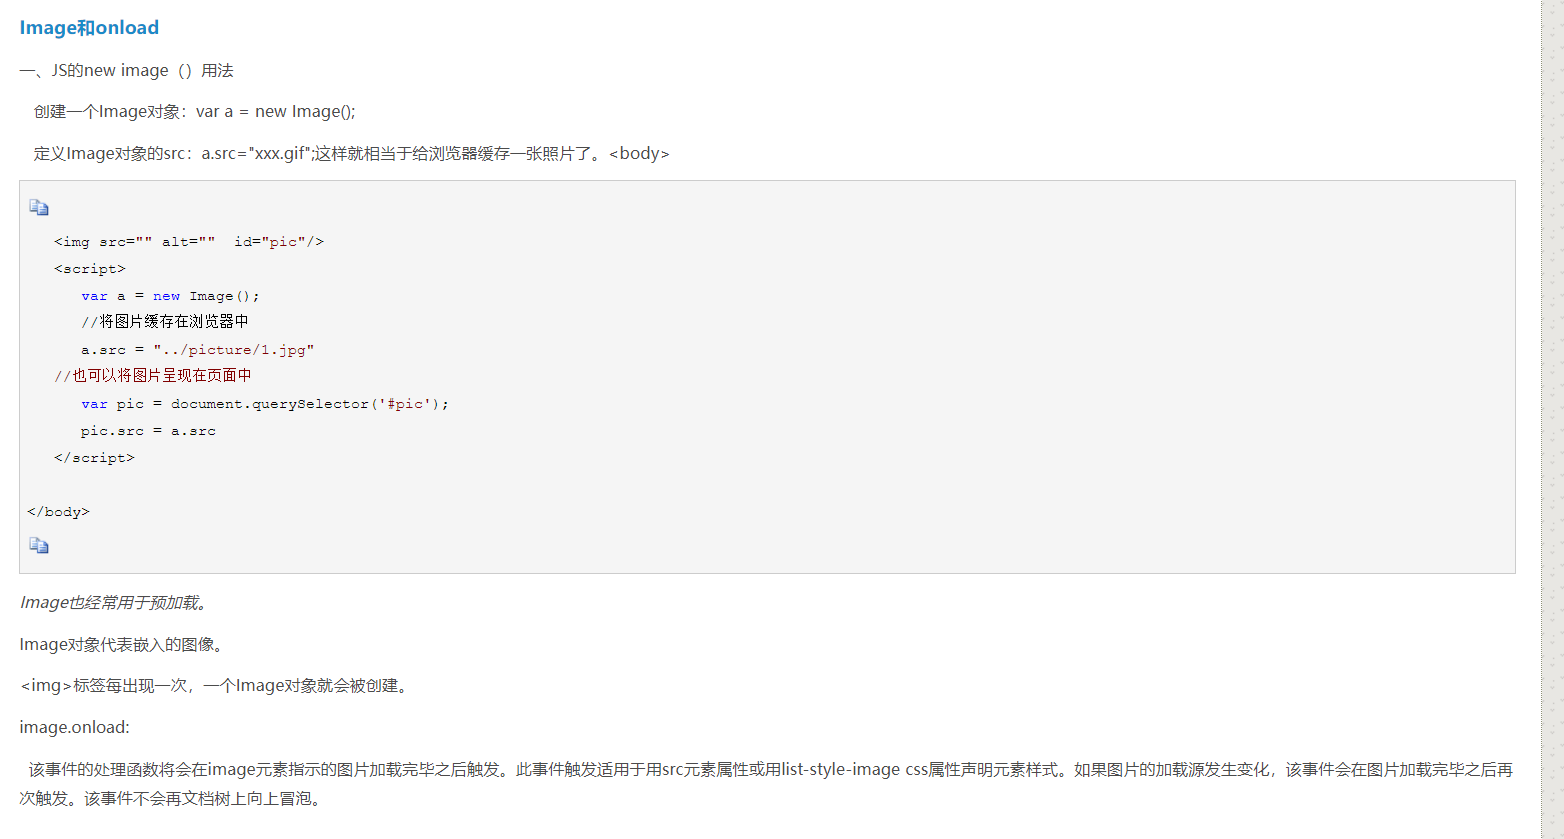 Image和onload
一、JS的new image（）用法
创建一个Image对象：var a = new Image();
定义Image对象的src：a.src="xxx.gif";这样就相当于给浏览器缓存一张照片了。<body>
<img src="" alt=""  id="pic"/>
<script>
var a = new Image();
//将图片缓存在浏览器中
a.src = "../picture/1.jpg"
//也可以将图片呈现在页面中
var pic = document.querySelector('#pic');
pic.src = a.src
</script>
</body>
Image也经常用于预加载。
Image对象代表嵌入的图像。
<img>标签每出现一次，一个Image对象就会被创建。
image.onload:
该事件的处理函数将会在image元素指示的图片加载完毕之后触发。此事件触发适用于用src元素属性或用list-style-image css属性声明元素样式。如果图片的加载源发生变化，该事件会在图片加载完毕之后再
次触发。该事件不会再文档树上向上冒泡。